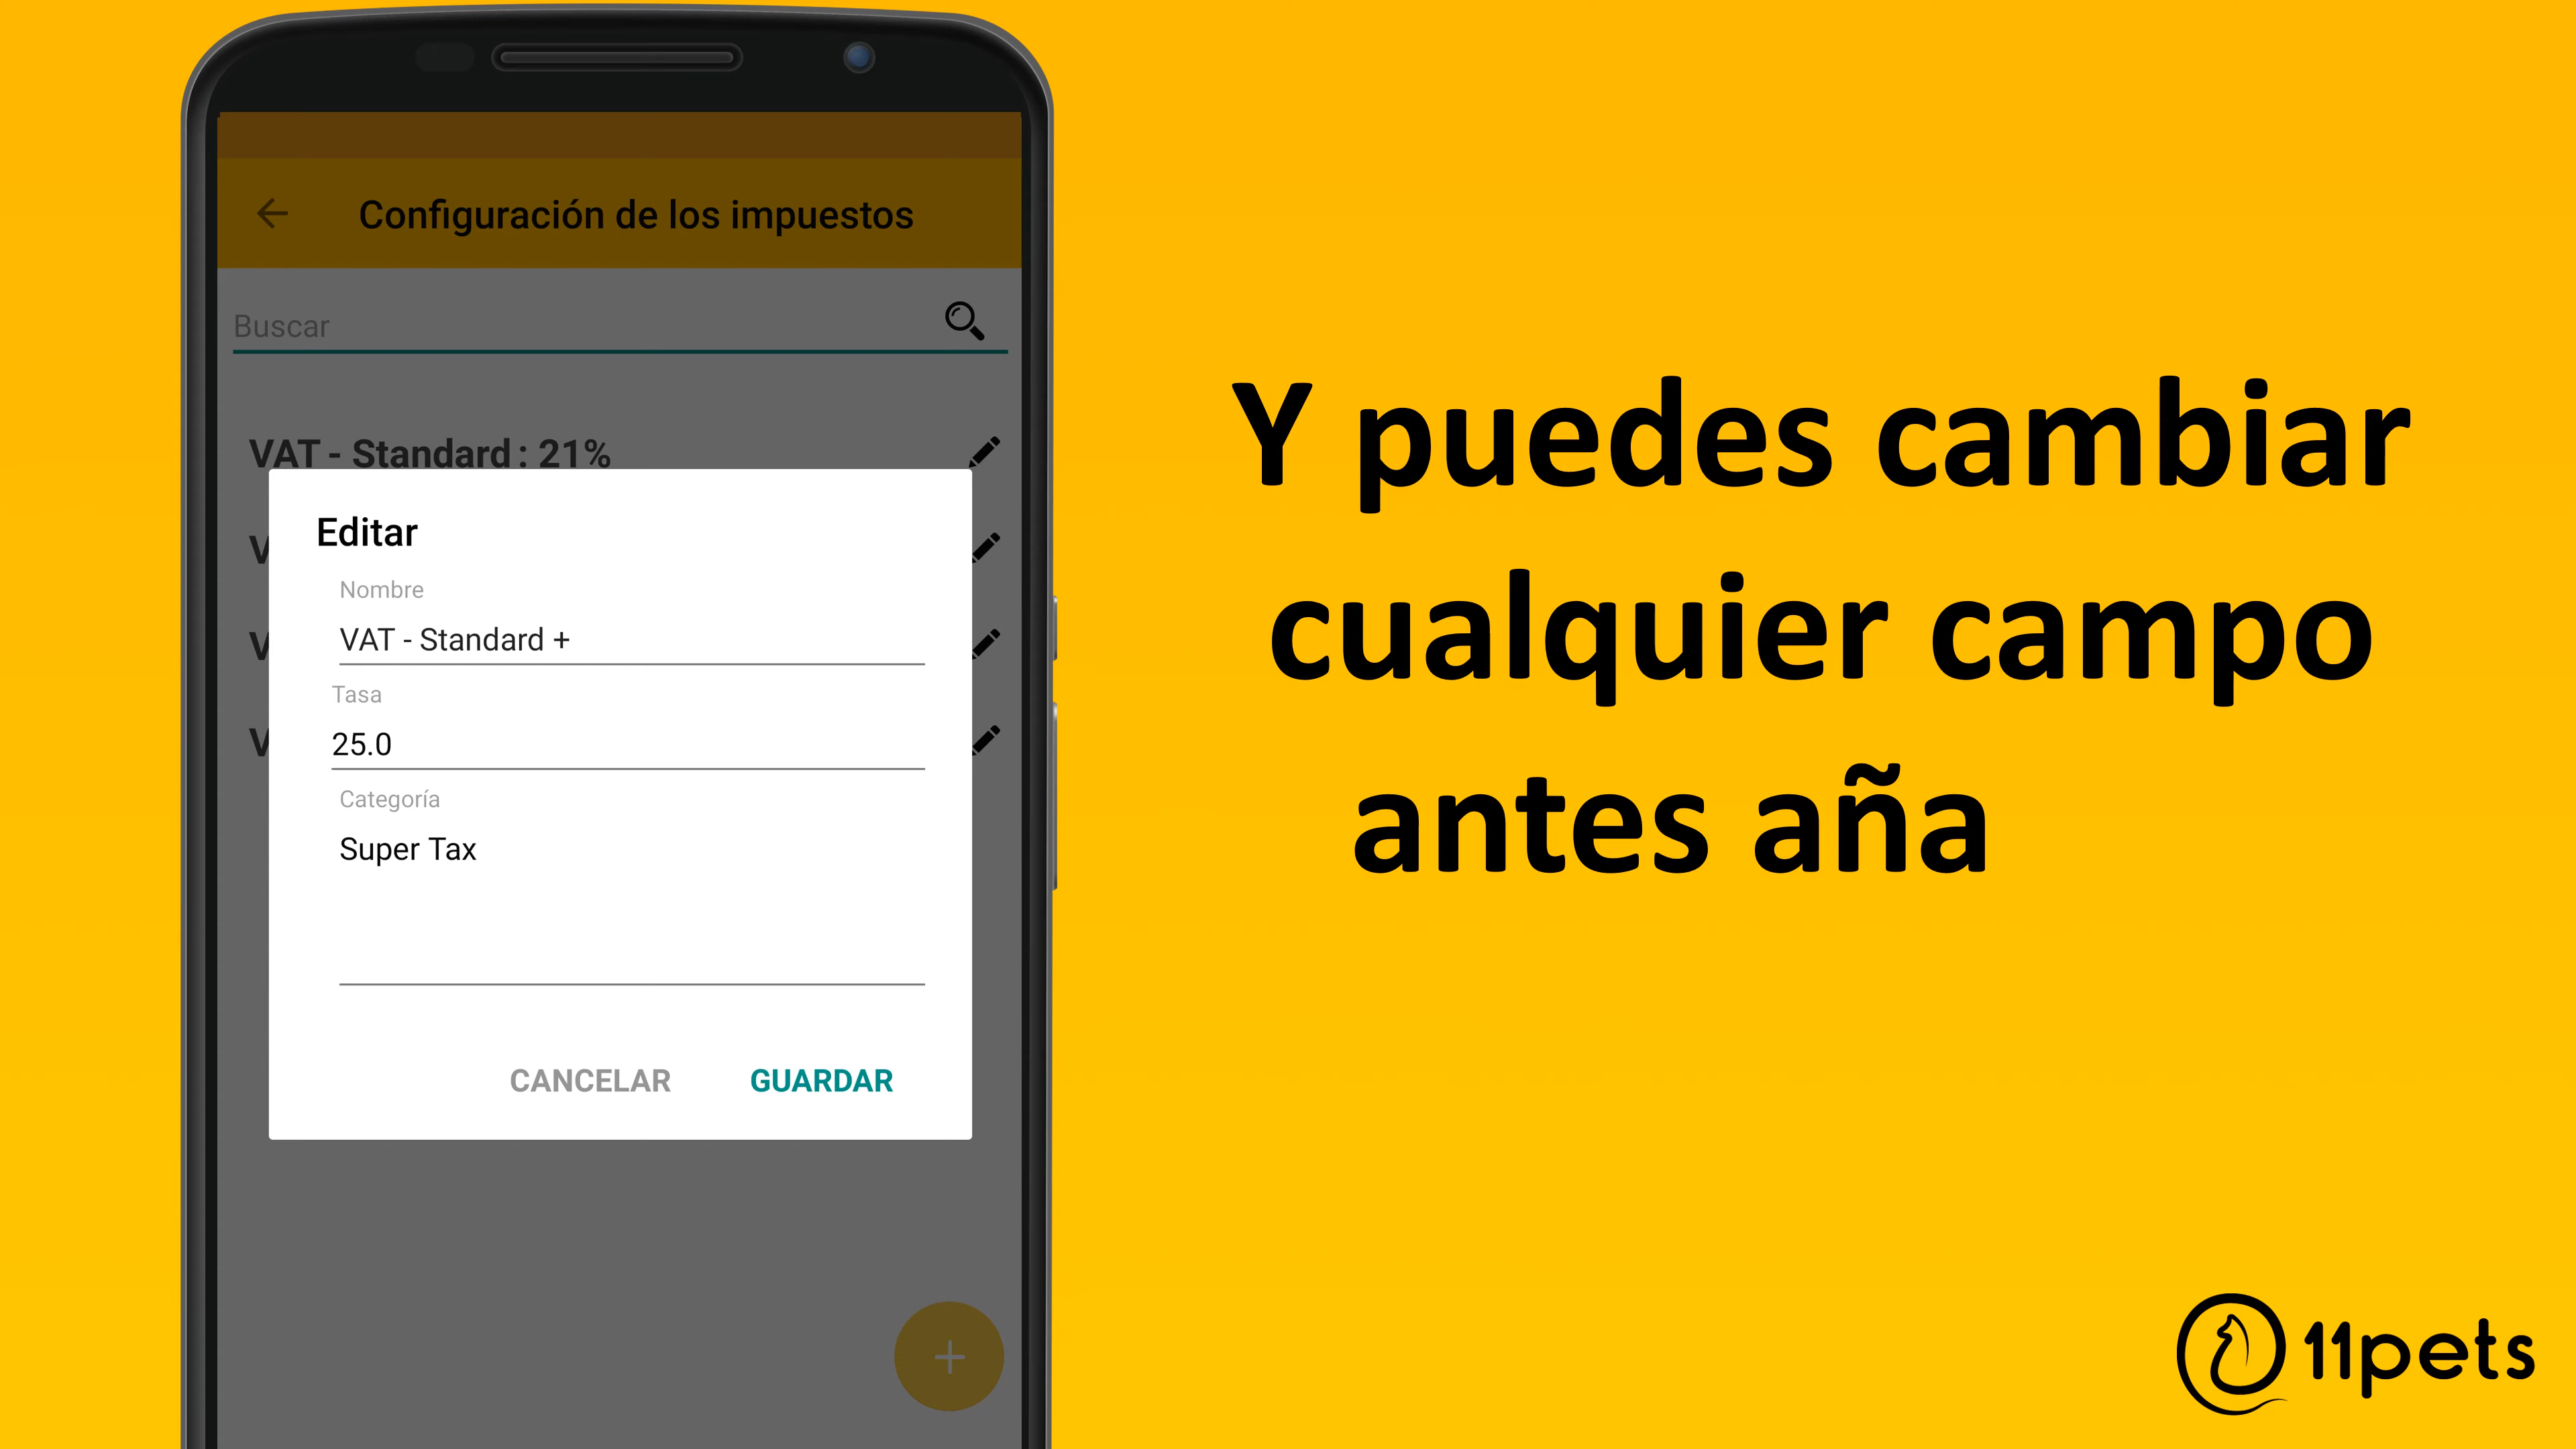 Configuración de los impuestos
Buscar
VAT - Standard : 21%
V
V
V
Editar
Nombre
VAT - Standard +
Tasa
25.0
Categoría
Super Tax
CANCELAR
GUARDAR
+
Y puedes cambiar
cualquier campo
antes aña
11pets